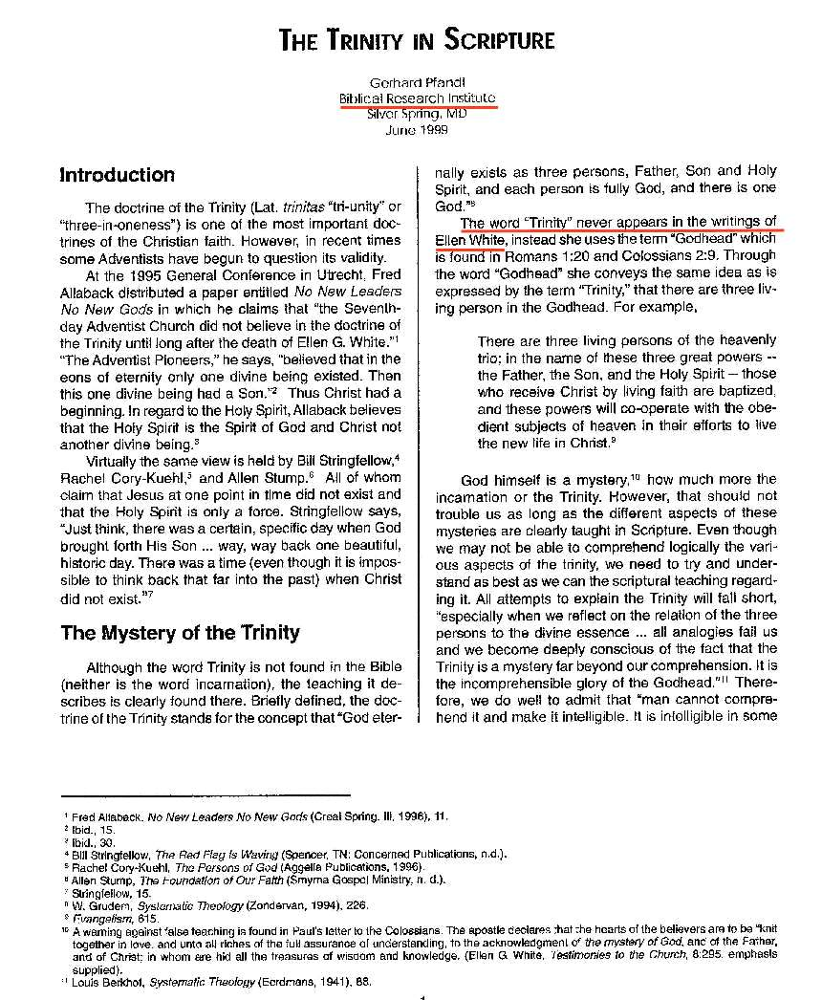 THE TRINITY IN SCRIPTURE
Gerhard Pfandl
Biblical Research Institute
Silver Spring, MD
June 1999
Introduction
The doctrine of the Trinity (Lat. trinitas “tri-unity” or
“three-in-oneness”) is one of the most important doc-
trines of the Christian faith. However, in recent times
some Adventists have begun to question its validity.
At the 1995 General Conference in Utrecht, Fred
Allaback distributed a paper entitled No New Leaders
No New Gods in which he claims that “the Seventh-
day Adventist Church did not believe in the doctrine of
the Trinity until long after the death of Ellen G. White.”1
“The Adventist Pioneers,” he says, “believed that in the
eons of eternity only one divine being existed. Then
this one divine being had a Son.”2 Thus Christ had a
beginning. In regard to the Holy Spirit, Allaback believes
that the Holy Spirit is the Spirit of God and Christ not
another divine being.3
Virtually the same view is held by Bill Stringfellow,4
Rachel Cory-Kuehl,5 and Allen Stump.6 All of whom
claim that Jesus at one point in time did not exist and
that the Holy Spirit is only a force. Stringfellow says,
“Just think, there was a certain, specific day when God
brought forth His Son ... way, way back one beautiful,
historic day. There was a time (even though it is impos-
sible to think back that far into the past) when Christ
did not exist.”7
The Mystery of the Trinity
Although the word Trinity is not found in the Bible
(neither is the word incarnation), the teaching it de-
scribes is clearly found there. Briefly defined, the doc-
trine of the Trinity stands for the concept that “God eter-
nally exists as three persons, Father, Son and Holy
Spirit, and each person is fully God, and there is one
God.”8
The word “Trinity” never appears in the writings of
Ellen White, instead she uses the term “Godhead” which
is found in Romans 1:20 and Colossians 2:9. Through
the word “Godhead” she conveys the same idea as is
expressed by the term “Trinity,” that there are three liv-
ing person in the Godhead. For example,
There are three living persons of the heavenly
trio; in the name of these three great powers --
the Father, the Son, and the Holy Spirit – those
who receive Christ by living faith are baptized,
and these powers will co-operate with the obe-
dient subjects of heaven in their efforts to live
the new life in Christ.9
God himself is a mystery,10 how much more the
incarnation or the Trinity. However, that should not
trouble us as long as the different aspects of these
mysteries are clearly taught in Scripture. Even though
we may not be able to comprehend logically the vari-
ous aspects of the trinity, we need to try and under-
stand as best as we can the scriptural teaching regard-
ing it. All attempts to explain the Trinity will fall short,
“especially when we reflect on the relation of the three
persons to the divine essence ... all analogies fail us
and we become deeply conscious of the fact that the
Trinity is a mystery far beyond our comprehension. It is
the incomprehensible glory of the Godhead.”11 There-
fore, we do well to admit that “man cannot compre-
hend it and make it intelligible. It is intelligible in some
1 Fred Allaback, No New Leaders No New Gods (Creal Spring, Ill, 1996), 11.
2 Ibid., 15.
3 Ibid., 30.
4 Bill Stringfellow, The Red Flag Is Waving (Spencer, TN: Concerned Publications, n.d.).
5 Rachel Cory-Kuehl, The Persons of God (Aggelia Publications, 1996).
6 Allen Stump, The Foundation of Our Faith (Smyrna Gospel Ministry, n. d.).
7 Stringfellow, 15.
8 W. Grudem, Systematic Theology (Zondervan, 1994), 226.
9 Evangelism, 615.
10 A warning against false teaching is found in Paul's letter to the Colossians. The apostle declares that the hearts of the believers are to be “knit
together in love, and unto all riches of the full assurance of understanding, to the acknowledgment of the mystery of God, and of the Father,
and of Christ; in whom are hid all the treasures of wisdom and knowledge. (Ellen G. White, Testimonies to the Church, 8:295, emphasis
supplied).
11 Louis Berkhof, Systematic Theology (Eerdmans, 1941), 88.